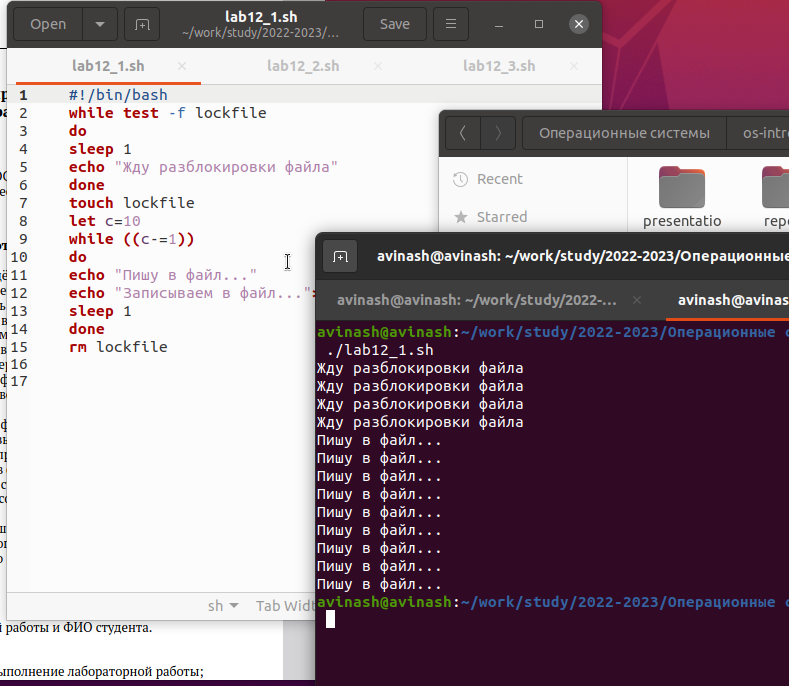 Open
lab12_1.sh
~/work/study/2022-2023/...
Save
lab12_1.sh
lab12_2.sh
lab12_3.sh
1 #!/bin/bash
2 while test -f lockfile
3 do
4 sleep 1
5 echo "Жду разблокировки файла"
6 done
7 touch lockfile
8 let c=10
9 while ((c-=1))
10 do
11 echo "Пишу в файл..."
12 echo "Записываем в файл..."
13 sleep 1
14 done
15 rm lockfile
16
17
sh
Tab Widt
Операционные системы
os-intr
Recent
Starred
presentatio
repo
avinash@avinash: ~/work/study/2022-2023/Операционные
avinash@avinash: ~/work/study/2022-...
avinash@avinas
avinash@avinash:~/work/study/2022-2023/Операционные с
./lab12_1.sh
Жду разблокировки файла
Жду разблокировки файла
Жду разблокировки файла
Жду разблокировки файла
Пишу в файл...
Пишу в файл...
Пишу в файл...
Пишу в файл...
Пишу в файл...
Пишу в файл...
Пишу в файл...
Пишу в файл...
Пишу в файл...
avinash@avinash:~/work/study/2022-2023/Операционные с
й работы и ФИО студента.
ыполнение лабораторной работы;